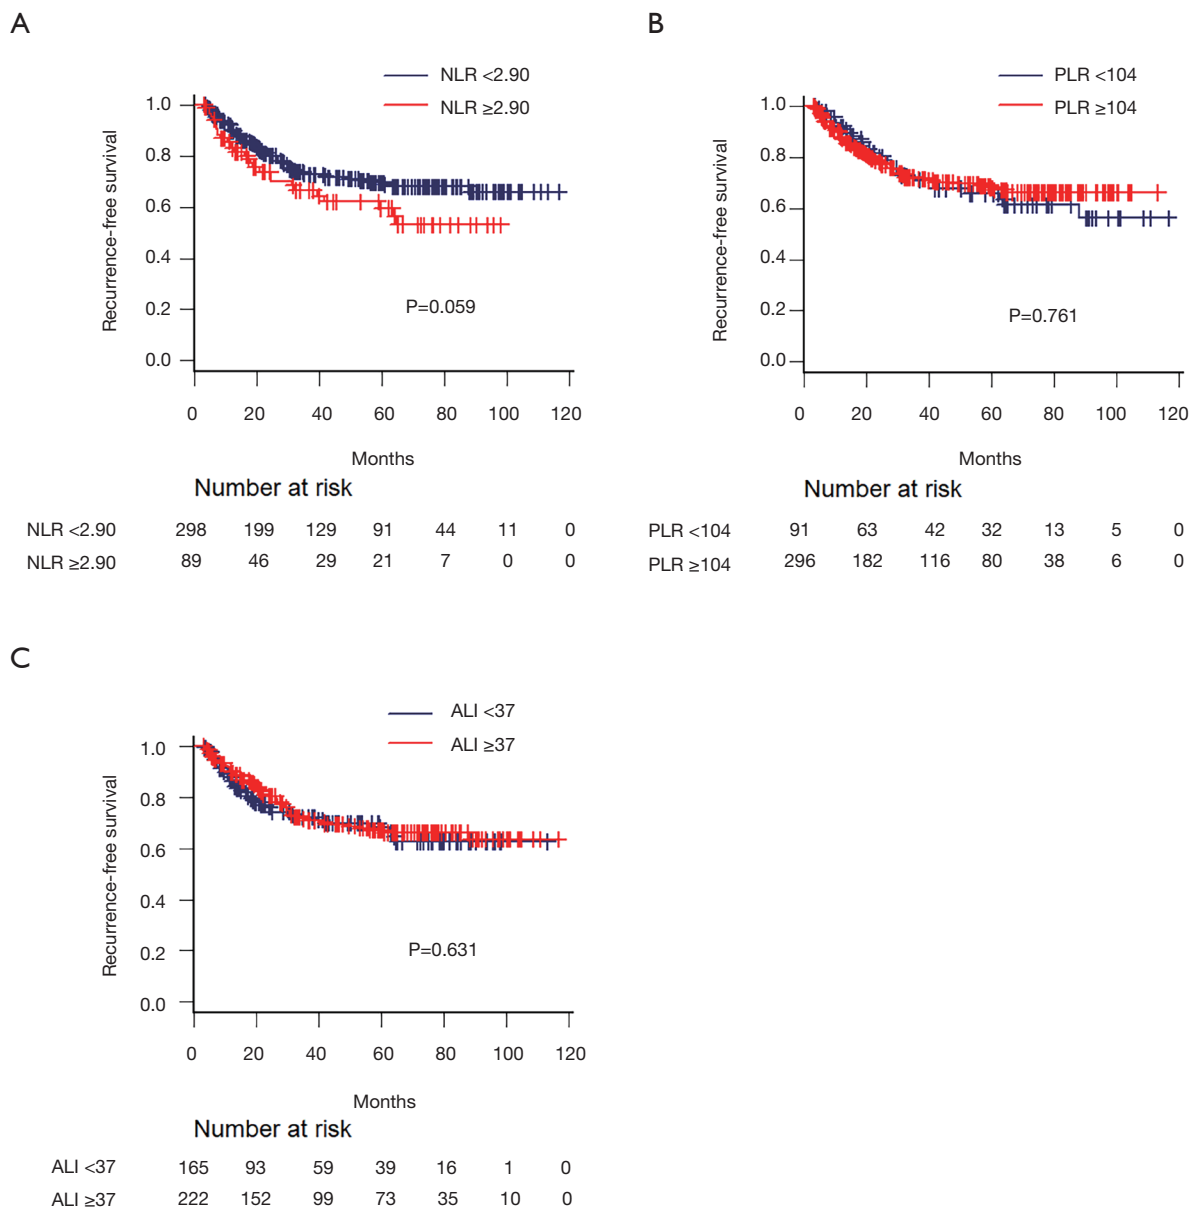 A
NLR <2.90
NLR ≥2.90
Recurrence-free survival
1.0
0.8
0.6
0.4
0.2
0.0
P=0.059
0 20 40 60 80 100 120
Months
Number at risk
NLR <2.90 298 199 129 91 44 11 0
NLR ≥2.90 89 46 29 21 7 0 0
B
PLR <104
PLR ≥104
Recurrence-free survival
1.0
0.8
0.6
0.4
0.2
0.0
P=0.761
0 20 40 60 80 100 120
Months
Number at risk
PLR <104 91 63 42 32 13 5 0
PLR ≥104 296 182 116 80 38 6 0
C
ALI <37
ALI ≥37
Recurrence-free survival
1.0
0.8
0.6
0.4
0.2
0.0
P=0.631
0 20 40 60 80 100 120
Months
Number at risk
ALI <37 165 93 59 39 16 1 0
ALI ≥37 222 152 99 73 35 10 0